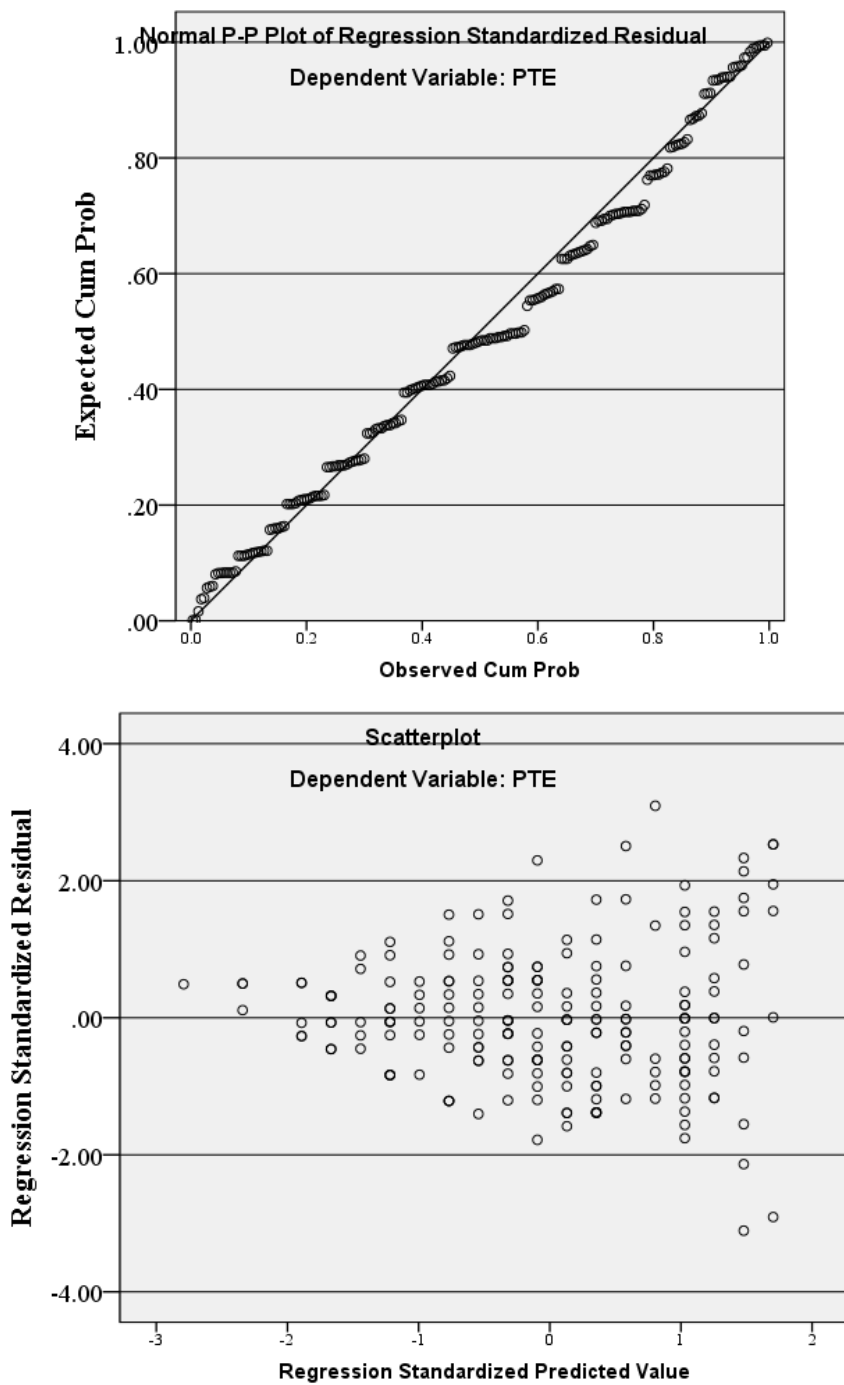 Normal P-P Plot of Regression Standardized Residual
Dependent Variable: PTE
1.00
.80
.60
.40
.20
.00
Expected Cum Prob
0.0 0.2 0.4 0.6 0.8 1.0
Observed Cum Prob
Scatterplot
Dependent Variable: PTE
4.00
2.00
.00
-2.00
-4.00
Regression Standardized Residual
-3 -2 -1 0 1 2
Regression Standardized Predicted Value